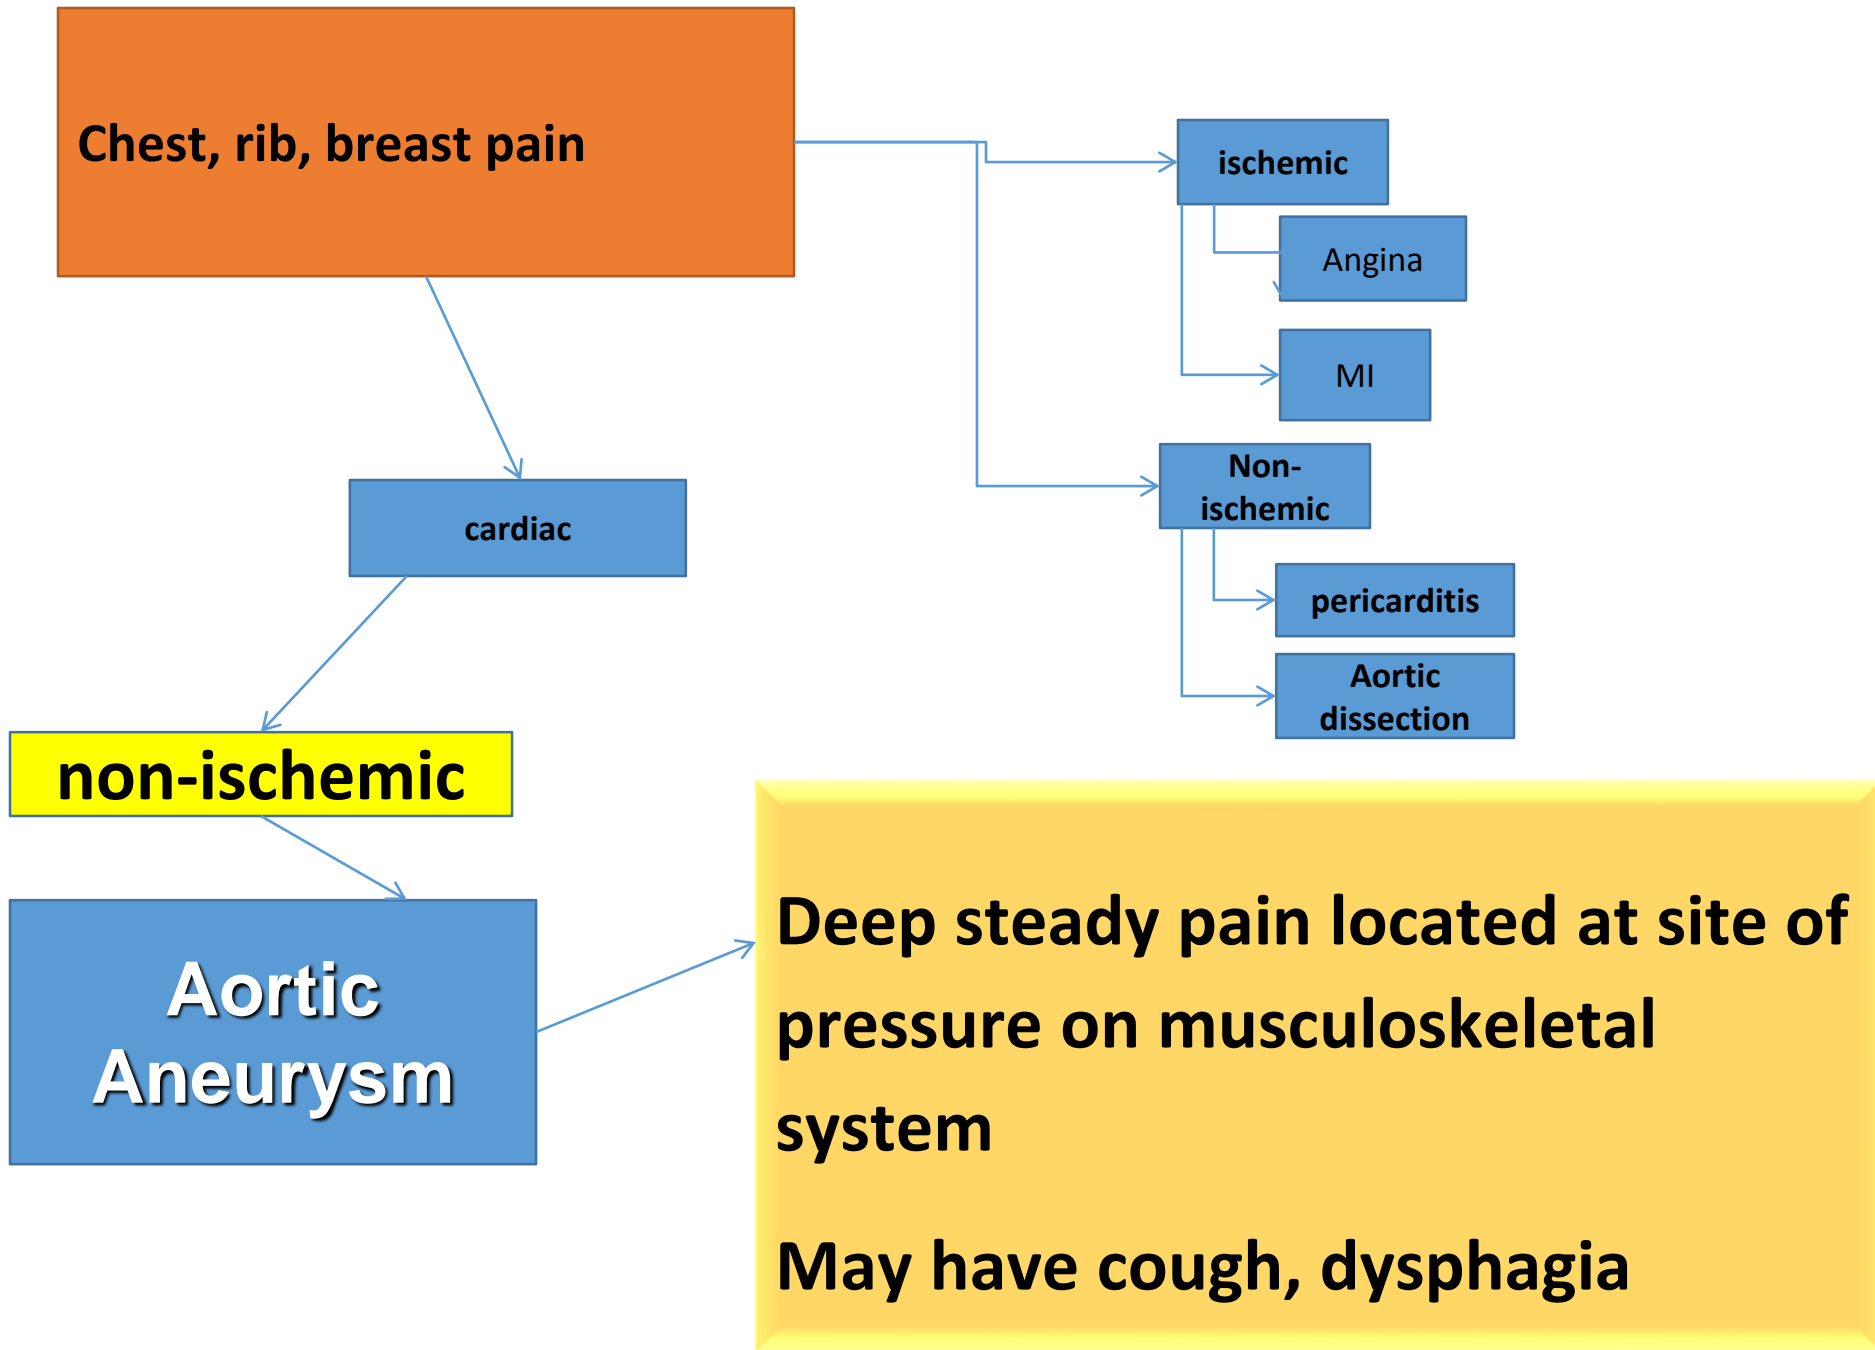 Chest, rib, breast pain
ischemic
Angina
MI
Non-
ischemic
pericarditis
Aortic
dissection
cardiac
non-ischemic
Aortic
Aneurysm
Deep steady pain located at site of
pressure on musculoskeletal
system
May have cough, dysphagia